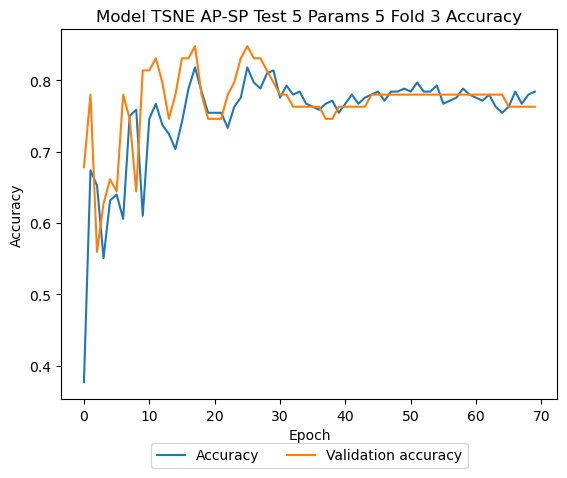 Model TSNE AP-SP Test 5 Params 5 Fold 3 Accuracy
Accuracy
0.8
0.7
0.6
0.5
0.4
0 10 20 30 40 50 60 70
Epoch
Accuracy Validation accuracy